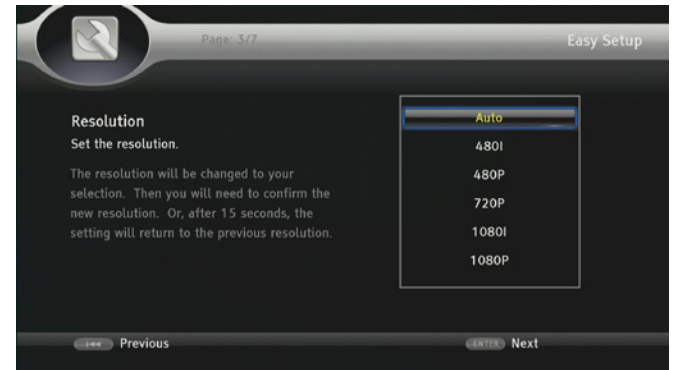 Page: 3/7
Easy Setup
Resolution
Set the resolution.
The resolution will be changed to your
selection. Then you will need to confirm the
new resolution. Or, after 15 seconds, the
setting will return to the previous resolution.
Auto
480I
480P
720P
1080I
1080P
Previous
ENTER Next